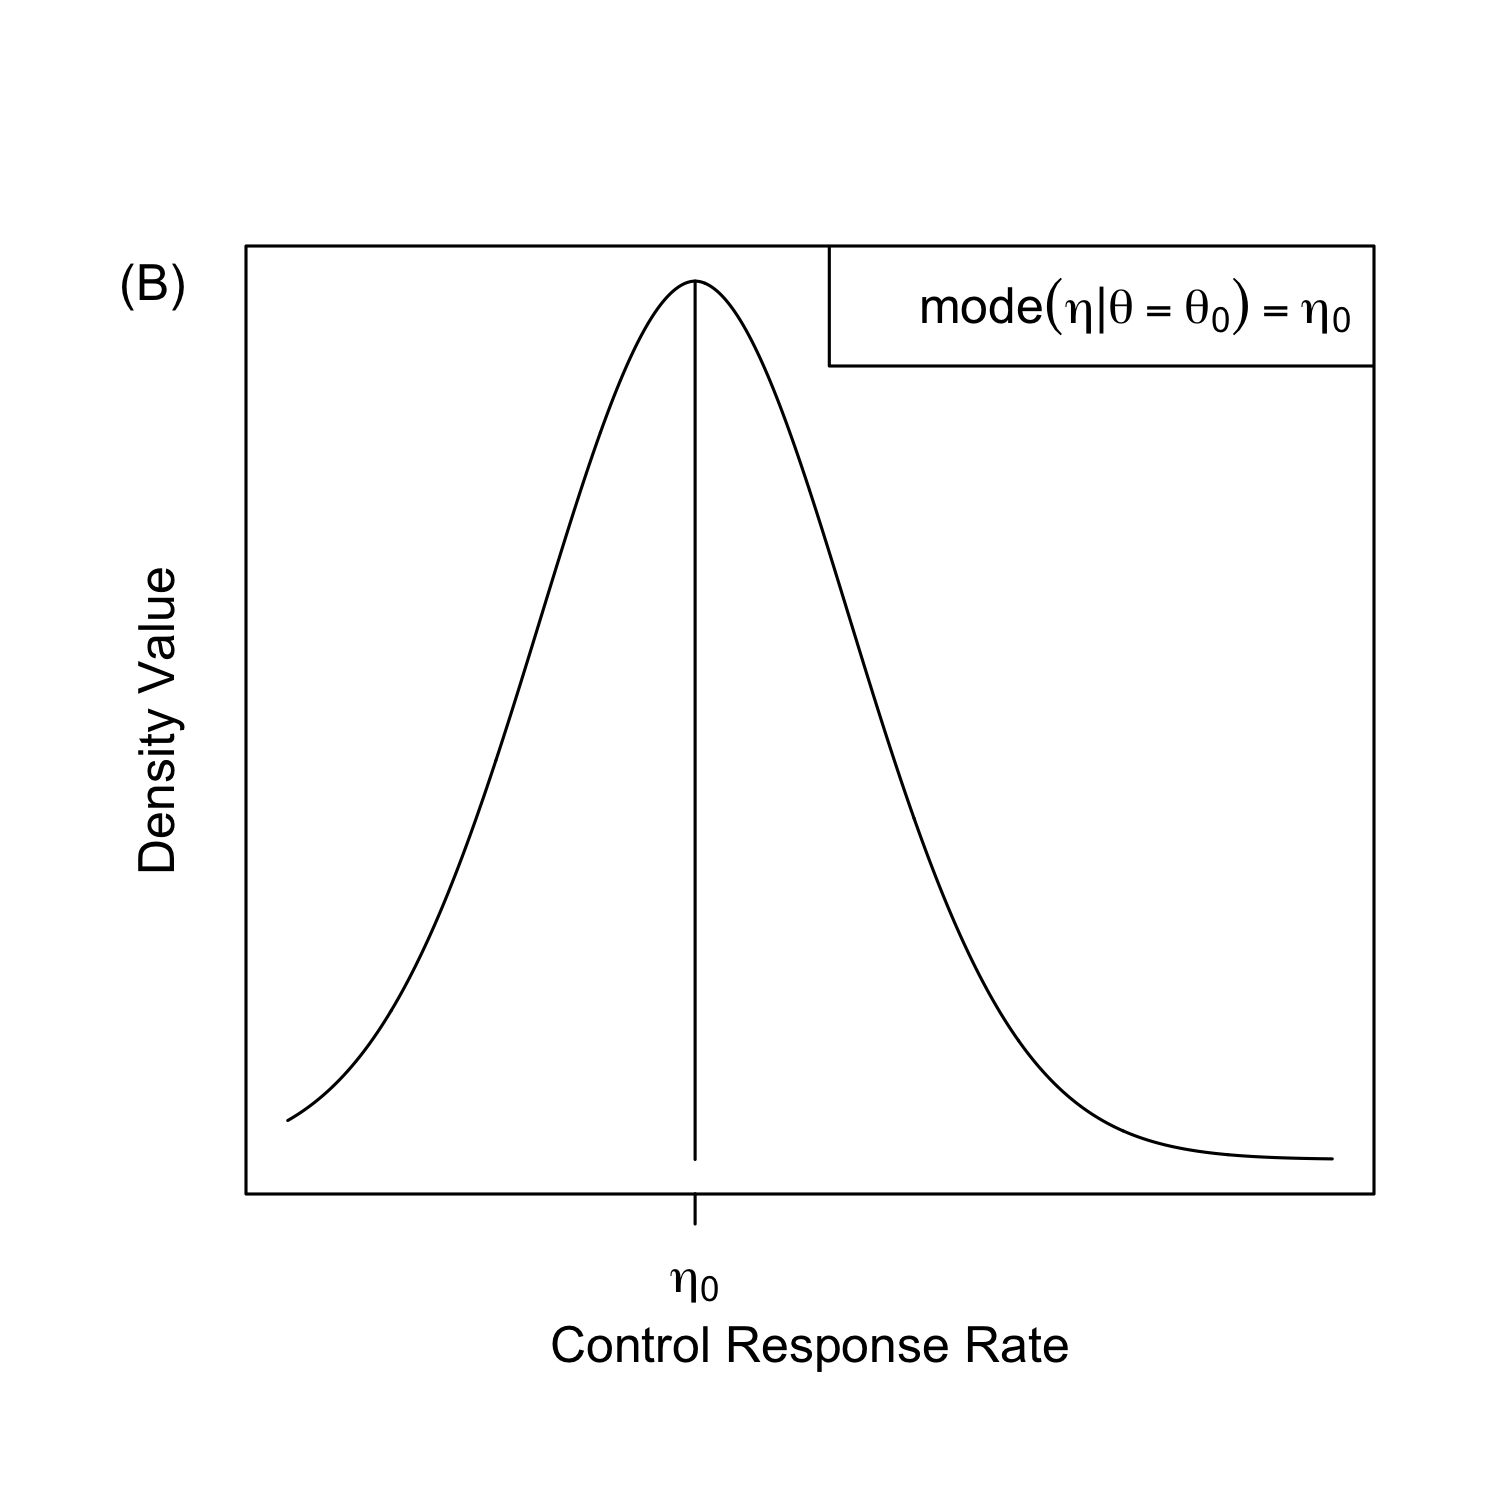 (B)
mode(η|θ = θ₀) = η₀
Density Value
η₀
Control Response Rate